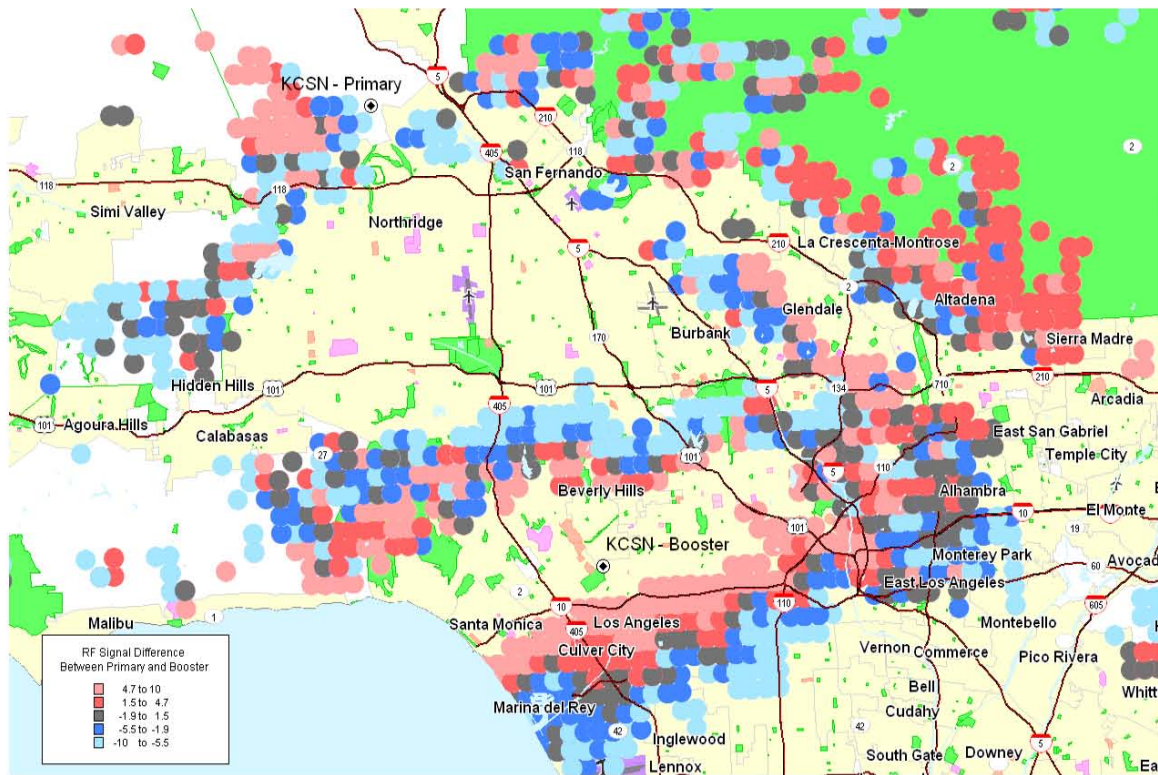 KCSN - Primary
5
210
118
405
San Fernando
2
2
118
Simi Valley
118
Northridge
5
210
La Crescenta-Montrose
2
Altadena
Glendale
Burbank
170
Sierra Madre
Hidden Hills
101
101
405
5
134
710
210
Arcadia
101
Agoura Hills
Calabasas
27
101
5
110
East San Gabriel
Temple City
Beverly Hills
Alhambra
10
El Monte
19
101
KCSN - Booster
Monterey Park
60
Avocad
East Los Angeles
2
10
405
Los Angeles
110
605
Malibu
1
Santa Monica
Culver City
Montebello
Vernon
Commerce
Pico Rivera
Whitt
Marina del Rey
42
Inglewood
Lennox
Bell
Cudahy
42
South Gate
Downey
5
Ea
RF Signal Difference
Between Primary and Booster
4.7 to 10
1.5 to 4.7
-1.9 to 1.5
-5.5 to -1.9
-10 to -5.5